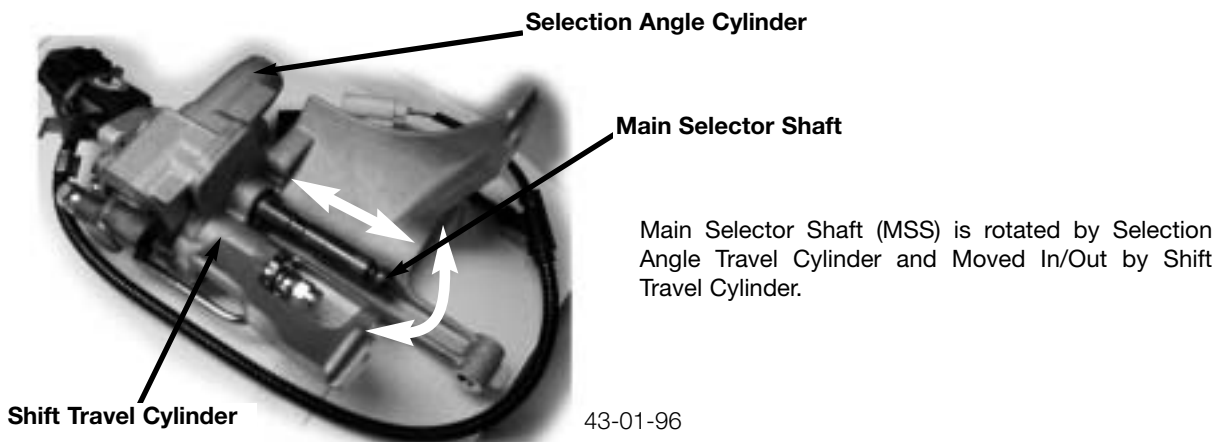 Selection Angle Cylinder
Main Selector Shaft
Main Selector Shaft (MSS) is rotated by Selection
Angle Travel Cylinder and Moved In/Out by Shift
Travel Cylinder.
Shift Travel Cylinder
43-01-96